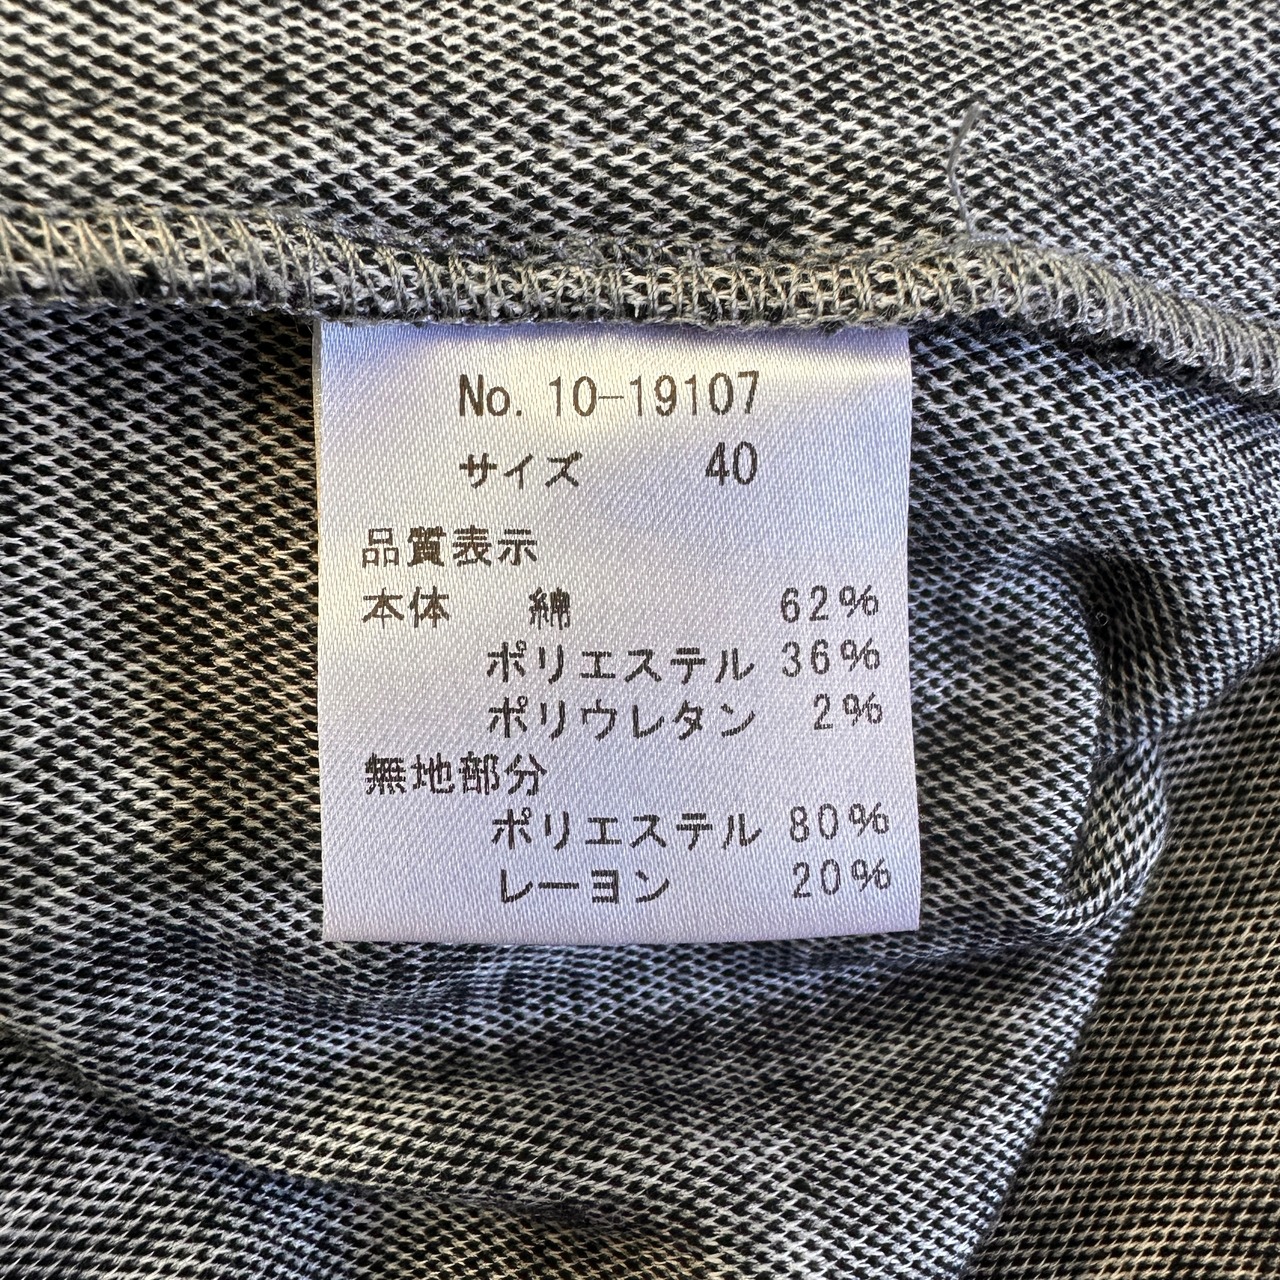 No. 10-19107
サイズ 40
品質表示
本体 綿 62%
ポリエステル 36%
ポリウレタン 2%
無地部分
ポリエステル 80%
レーヨン 20%